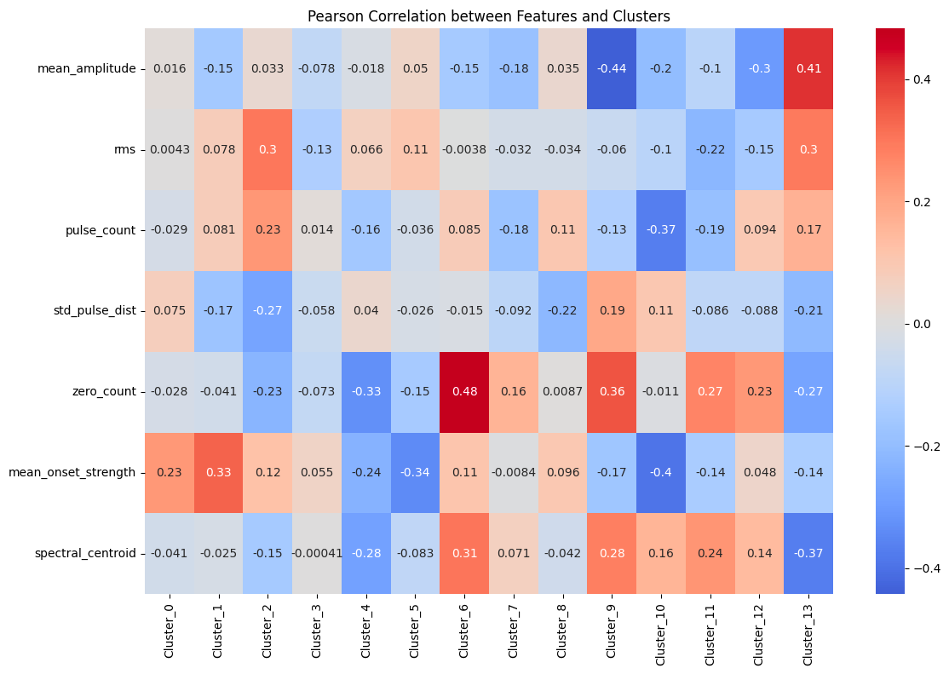 Pearson Correlation between Features and Clusters
mean_amplitude 0.016 -0.15 0.033 -0.078 -0.018 0.05 -0.15 -0.18 0.035 -0.44 -0.2 -0.1 -0.3 0.41
rms 0.0043 0.078 0.3 -0.13 0.066 0.11 -0.0038 -0.032 -0.034 -0.06 -0.1 -0.22 -0.15 0.3
pulse_count -0.029 0.081 0.23 0.014 -0.16 -0.036 0.085 -0.18 0.11 -0.13 -0.37 -0.19 0.094 0.17
std_pulse_dist 0.075 -0.17 -0.27 -0.058 0.04 -0.026 -0.015 -0.092 -0.22 0.19 0.11 -0.086 -0.088 -0.21
zero_count -0.028 -0.041 -0.23 -0.073 -0.33 -0.15 0.48 0.16 0.0087 0.36 -0.011 0.27 0.23 -0.27
mean_onset_strength 0.23 0.33 0.12 0.055 -0.24 -0.34 0.11 -0.0084 0.096 -0.17 -0.4 -0.14 0.048 -0.14
spectral_centroid -0.041 -0.025 -0.15 -0.00041 -0.28 -0.083 0.31 0.071 -0.042 0.28 0.16 0.24 0.14 -0.37
Cluster_0 Cluster_1 Cluster_2 Cluster_3 Cluster_4 Cluster_5 Cluster_6 Cluster_7 Cluster_8 Cluster_9 Cluster_10 Cluster_11 Cluster_12 Cluster_13
0.4
0.2
0.0
-0.2
-0.4